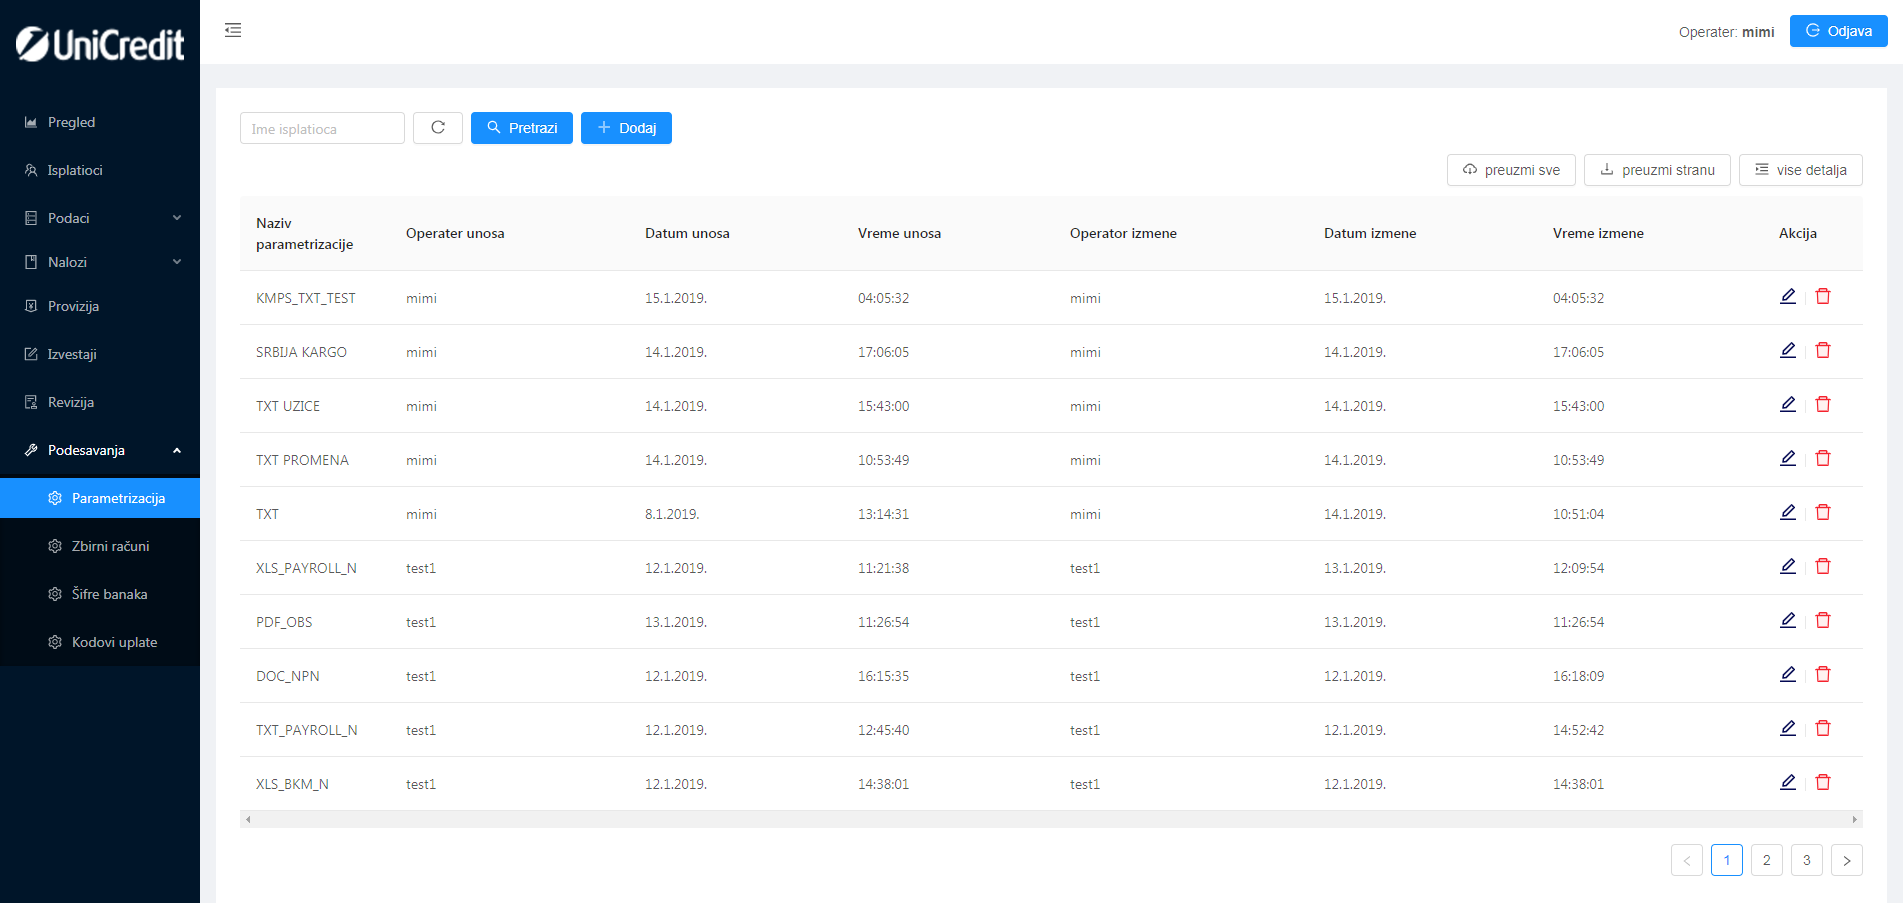 UniCredit
Operater: mimi
Odjava
Pregled
Isplatioci
Podaci
Nalozi
Provizija
Izvestaji
Revizija
Podesavanja
Parametrizacija
Zbirni računi
Šifre banaka
Kodovi uplate
Ime isplatioca
Pretrazi
Dodaj
preuzmi sve
preuzmi stranu
vise detalja
Naziv
parametrizacije
Operater unosa
Datum unosa
Vreme unosa
Operator izmene
Datum izmene
Vreme izmene
Akcija
KMPS_TXT_TEST mimi 15.1.2019. 04:05:32 mimi 15.1.2019. 04:05:32
SRBIJA KARGO mimi 14.1.2019. 17:06:05 mimi 14.1.2019. 17:06:05
TXT UZICE mimi 14.1.2019. 15:43:00 mimi 14.1.2019. 15:43:00
TXT PROMENA mimi 14.1.2019. 10:53:49 mimi 14.1.2019. 10:53:49
TXT mimi 8.1.2019. 13:14:31 mimi 14.1.2019. 10:51:04
XLS_PAYROLL_N test1 12.1.2019. 11:21:38 test1 13.1.2019. 12:09:54
PDF_OBS test1 13.1.2019. 11:26:54 test1 13.1.2019. 11:26:54
DOC_NPN test1 12.1.2019. 16:15:35 test1 12.1.2019. 16:18:09
TXT_PAYROLL_N test1 12.1.2019. 12:45:40 test1 12.1.2019. 14:52:42
XLS_BKM_N test1 12.1.2019. 14:38:01 test1 12.1.2019. 14:38:01
1 2 3